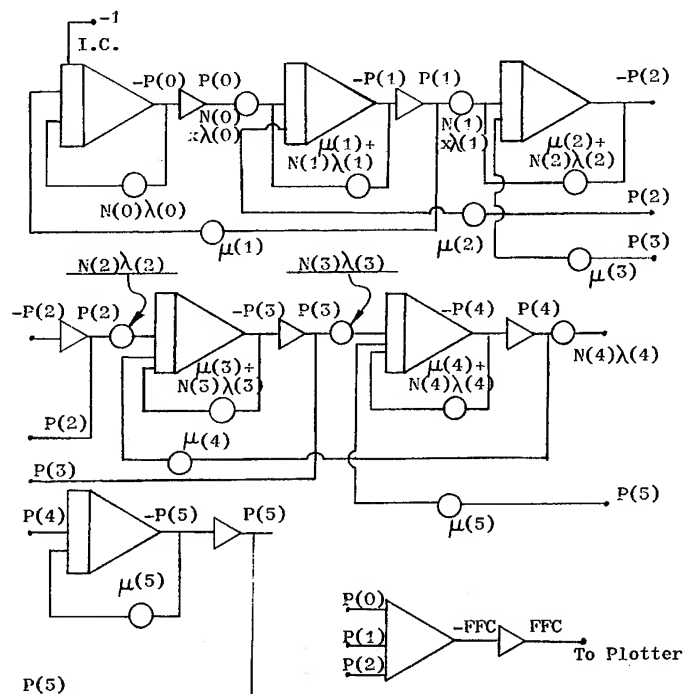 -1
I.C.
-P(0) P(0)
N(0)
xλ(0)
N(0)λ(0)
μ(1)
-P(1) P(1)
μ(1)+
N(1)λ(1)
N(1)
xλ(1)
μ(2)
-P(2)
μ(2)+
N(2)λ(2)
P(2)
P(3)
μ(3)
N(2)λ(2)
N(3)λ(3)
-P(2) P(2)
-P(3) P(3)
μ(3)+
N(3)λ(3)
μ(4)
-P(4) P(4)
μ(4)+
N(4)λ(4)
N(4)λ(4)
P(2)
P(3)
P(5)
μ(5)
P(4)
-P(5) P(5)
μ(5)
P(5)
P(0)
P(1)
P(2)
-FFC FFC
To Plotter